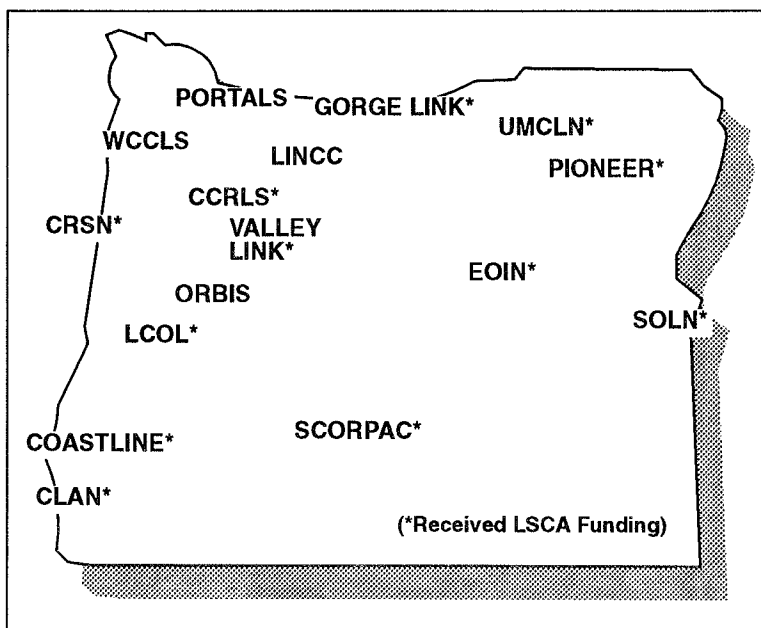 PORTALS
GORGE LINK*
UMCLN*
WCCLS
LINCC
PIONEER*
CCRLS*
CRSN*
VALLEY
LINK*
EOIN*
ORBIS
SOLN*
LCOL*
SCORPAC*
COASTLINE*
CLAN*
(*Received LSCA Funding)